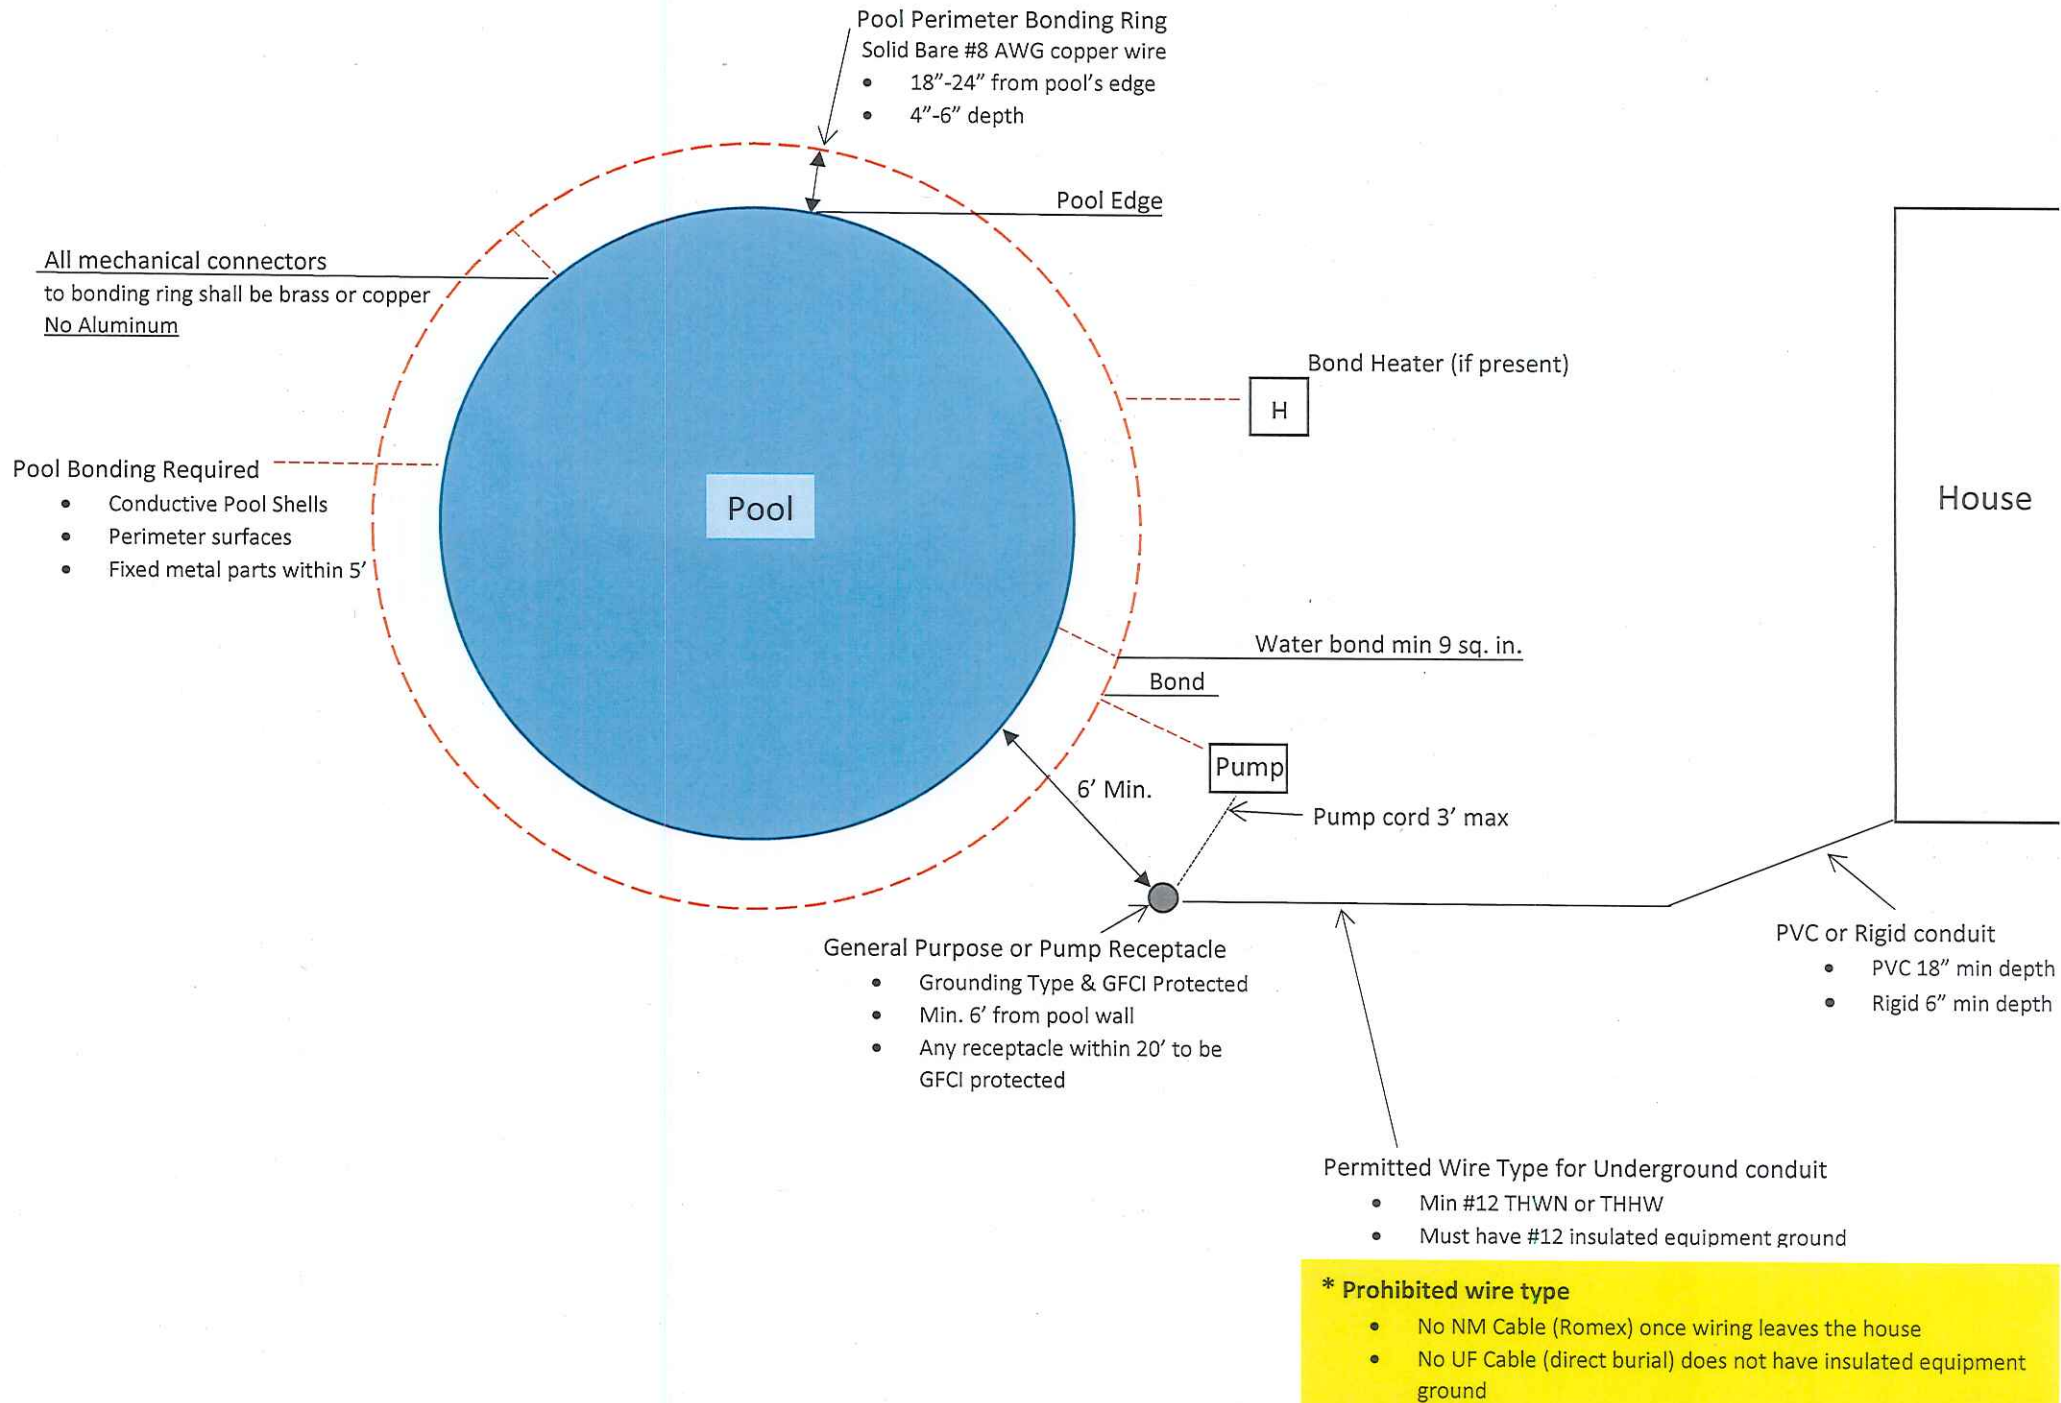 Pool Perimeter Bonding Ring
Solid Bare #8 AWG copper wire
• 18”-24” from pool’s edge
• 4”-6” depth
Pool Edge
All mechanical connectors
to bonding ring shall be brass or copper
No Aluminum
Bond Heater (if present)
H
Pool Bonding Required
• Conductive Pool Shells
• Perimeter surfaces
• Fixed metal parts within 5’
Pool
House
Water bond min 9 sq. in.
Bond
Pump
6’ Min.
Pump cord 3’ max
General Purpose or Pump Receptacle
• Grounding Type & GFCI Protected
• Min. 6’ from pool wall
• Any receptacle within 20’ to be
GFCI protected
PVC or Rigid conduit
• PVC 18” min depth
• Rigid 6” min depth
Permitted Wire Type for Underground conduit
• Min #12 THWN or THHW
• Must have #12 insulated equipment ground
* Prohibited wire type
• No NM Cable (Romex) once wiring leaves the house
• No UF Cable (direct burial) does not have insulated equipment
ground